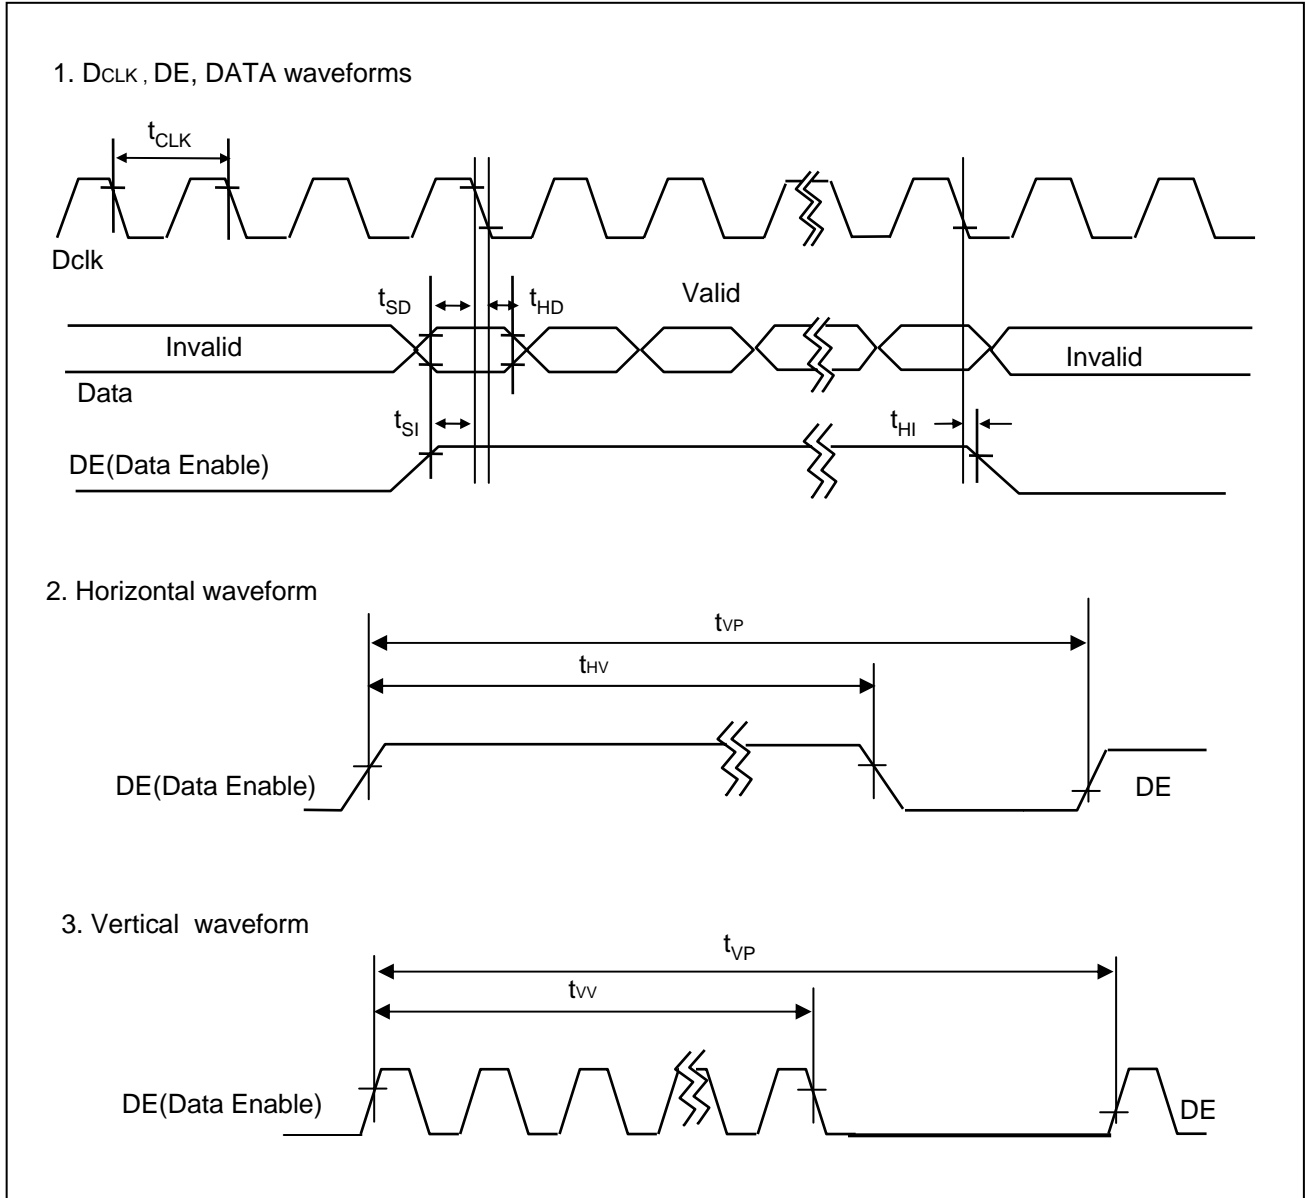 1. DCLK , DE, DATA waveforms
tCLK
Dclk
tSD
tHD
Valid
Invalid
Invalid
Data
tSI
tHI
DE(Data Enable)
2. Horizontal waveform
tVP
tHV
DE(Data Enable)
DE
3. Vertical waveform
tVP
tVV
DE(Data Enable)
DE